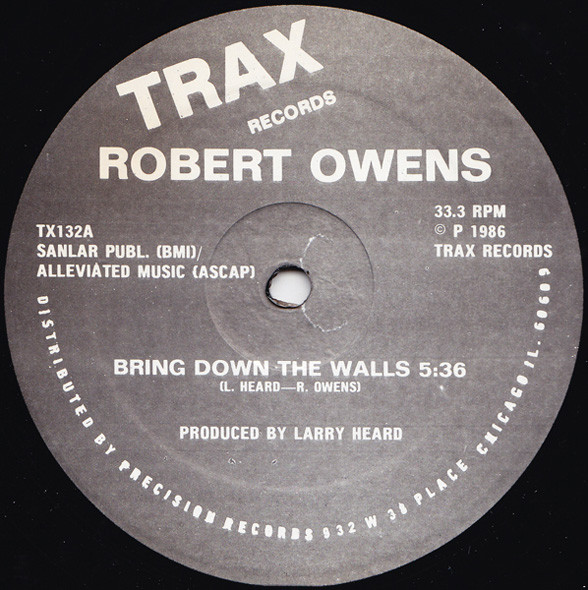 TRAX
RECORDS
ROBERT OWENS
TX132A
SANLAR PUBL. (BMI)/
ALLEVIATED MUSIC (ASCAP)
33.3 RPM
© P 1986
TRAX RECORDS
BRING DOWN THE WALLS 5:36
(L. HEARD—R. OWENS)
PRODUCED BY LARRY HEARD
DISTRIBUTED BY PRECISION RECORDS 932 W 38 PLACE CHICAGO IL. 60609